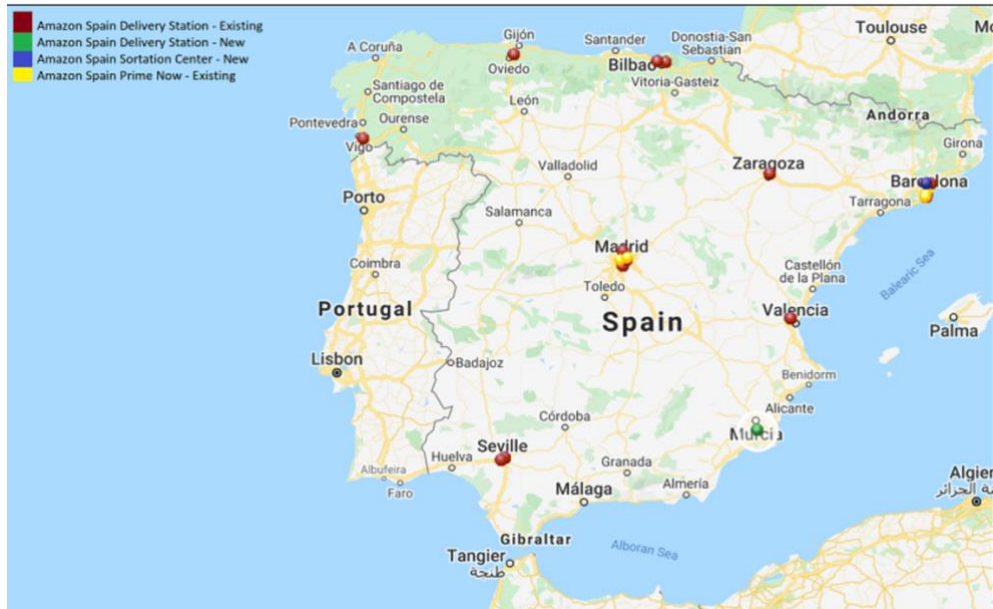 Amazon Spain Delivery Station - Existing
Amazon Spain Delivery Station - New
Amazon Spain Sortation Center - New
Amazon Spain Prime Now - Existing
Toulouse
A Coruña
Gijón
Santander
Donostia-San
Sebastian
Oviedo
Bilbao
Vitoria-Gasteiz
Santiago de
Compostela
León
Andorra
Pontevedra
Ourense
Girona
Vigo
Valladolid
Zaragoza
Barcelona
Porto
Tarragona
Salamanca
Madrid
Coimbra
Castellón
de la Plana
Balearic Sea
Toledo
Portugal
Spain
Valencia
Palma
Lisbon
Badajoz
Benidorm
Alicante
Córdoba
Murcia
Seville
Huelva
Granada
Albufeira
Faro
Málaga
Almería
Algier
ة الجزائر
Gibraltar
Alboran Sea
Tangier
طنجة